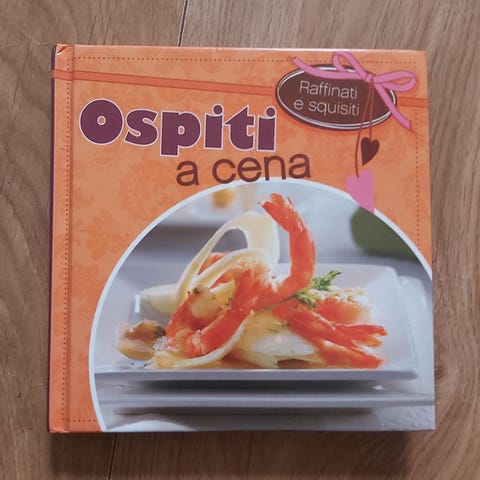 Raffinati
e squisiti
Ospiti
a cena